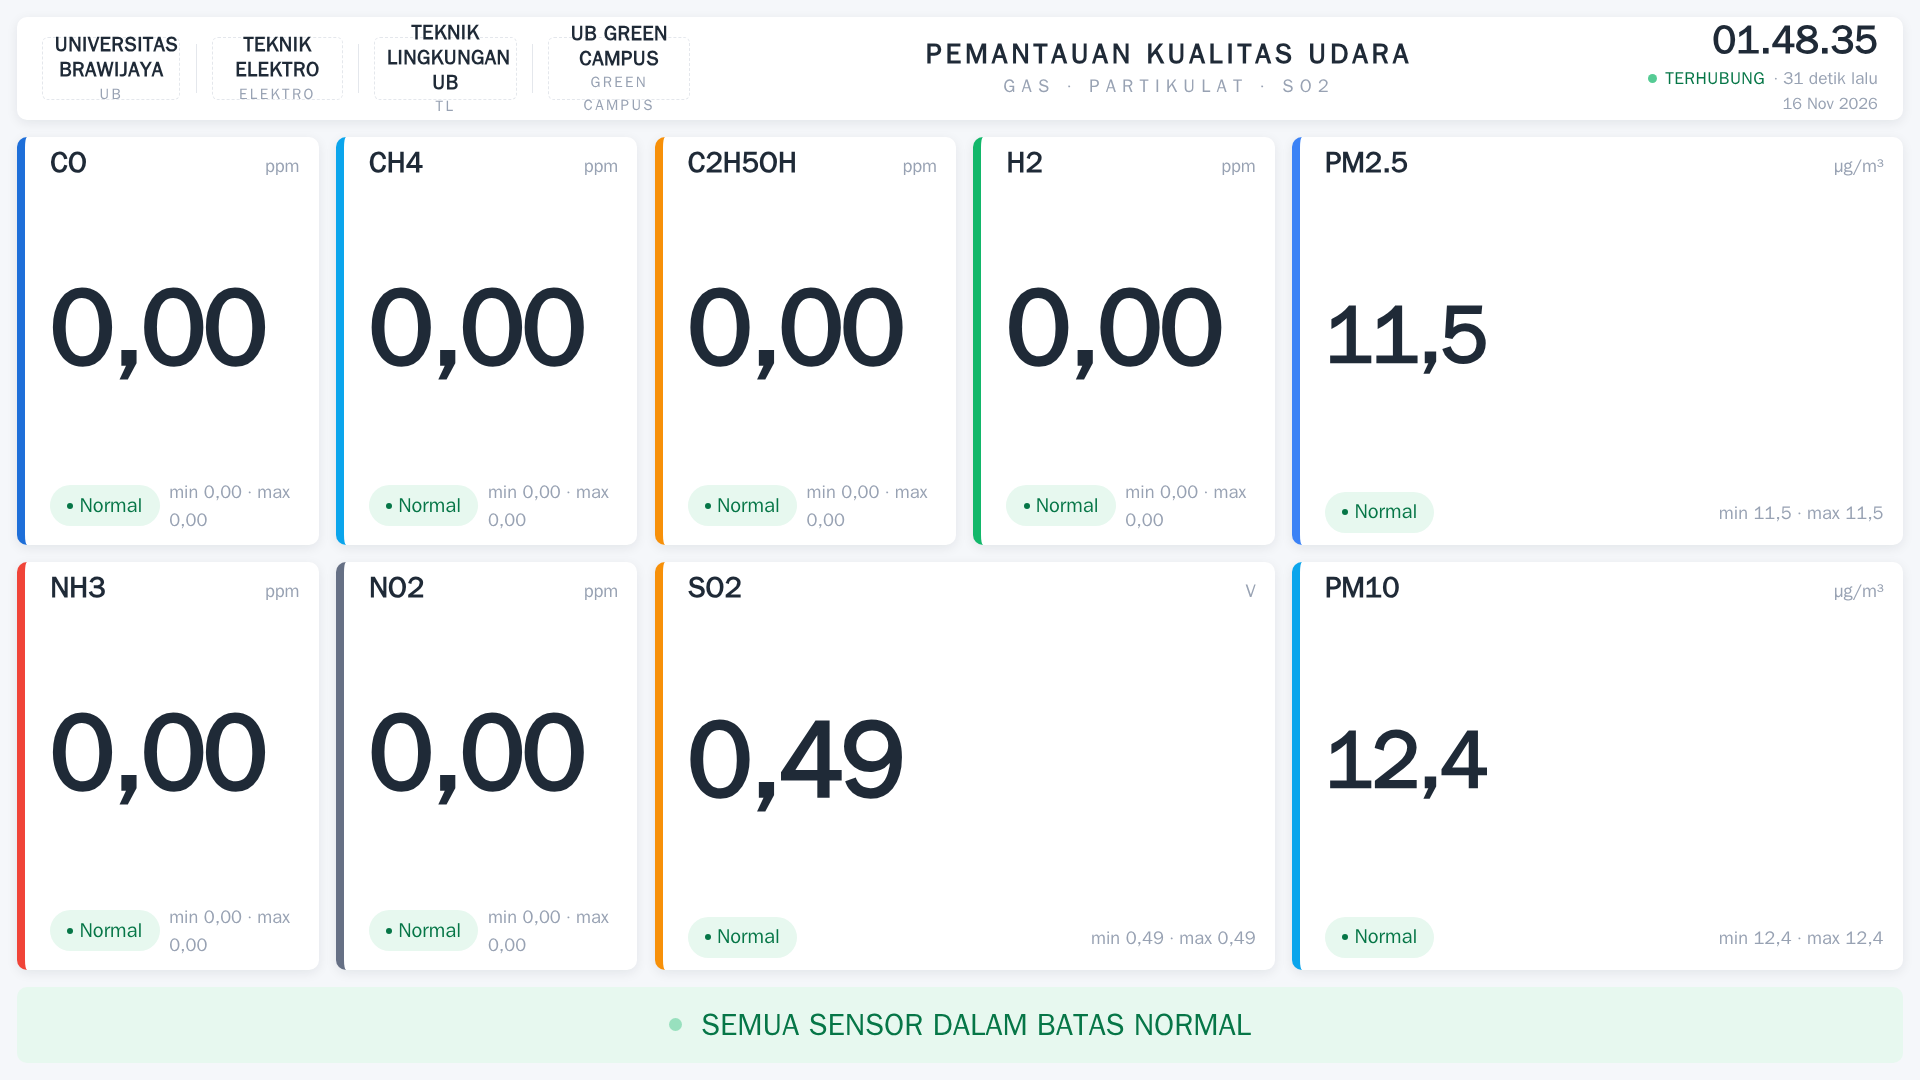 UNIVERSITAS
BRAWIJAYA
UB
TEKNIK
ELEKTRO
ELEKTRO
TEKNIK
LINGKUNGAN
UB
TL
UB GREEN
CAMPUS
GREEN
CAMPUS
PEMANTAUAN KUALITAS UDARA
GAS · PARTIKULAT · SO2
01.48.35
TERHUBUNG · 31 detik lalu
16 Nov 2026
CO ppm
0,00
• Normal
min 0,00 · max
0,00
CH4 ppm
0,00
• Normal
min 0,00 · max
0,00
C2H5OH ppm
0,00
• Normal
min 0,00 · max
0,00
H2 ppm
0,00
• Normal
min 0,00 · max
0,00
PM2.5 µg/m³
11,5
• Normal
min 11,5 · max 11,5
NH3 ppm
0,00
• Normal
min 0,00 · max
0,00
NO2 ppm
0,00
• Normal
min 0,00 · max
0,00
SO2 V
0,49
• Normal
min 0,49 · max 0,49
PM10 µg/m³
12,4
• Normal
min 12,4 · max 12,4
SEMUA SENSOR DALAM BATAS NORMAL